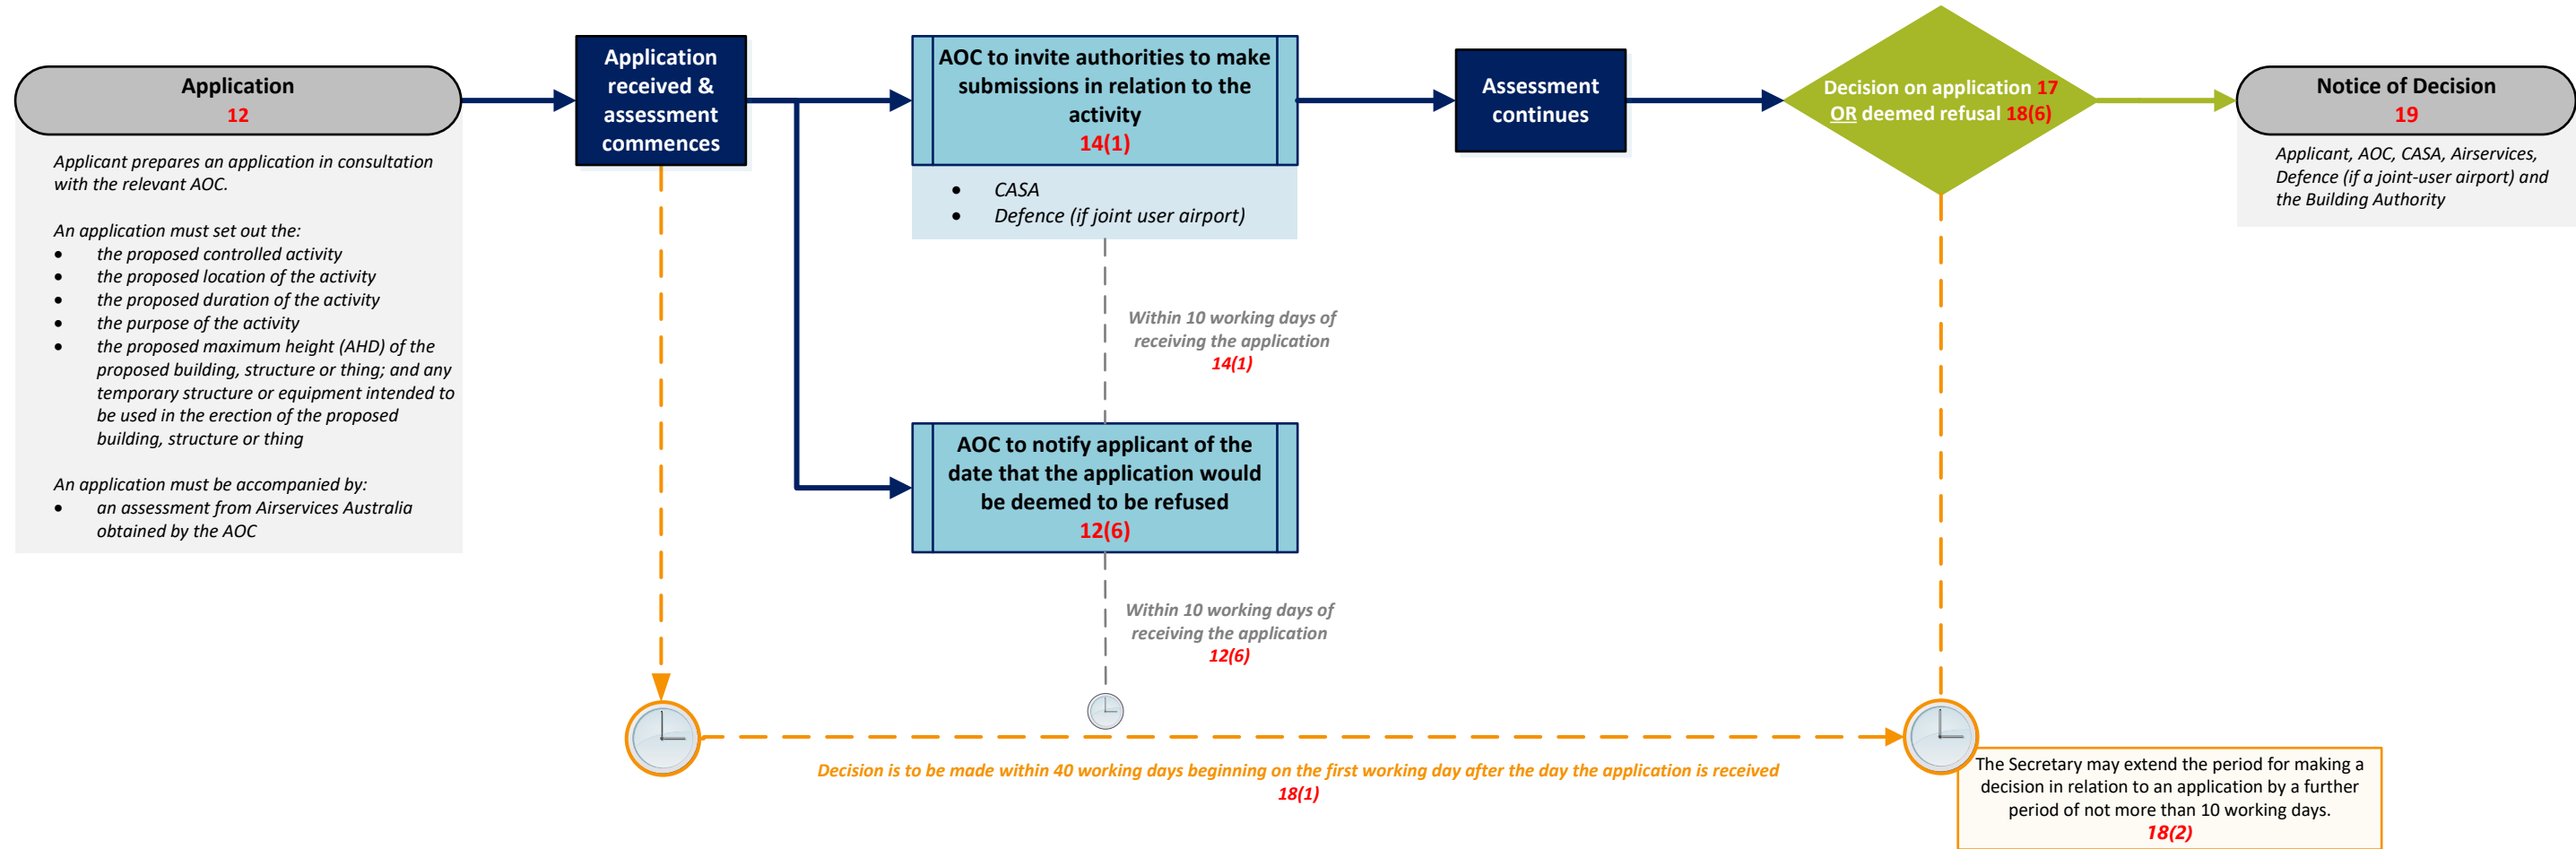 Application
12
Applicant prepares an application in consultation
with the relevant AOC.
An application must set out the:
• the proposed controlled activity
• the proposed location of the activity
• the proposed duration of the activity
• the purpose of the activity
• the proposed maximum height (AHD) of the
proposed building, structure or thing; and any
temporary structure or equipment intended to
be used in the erection of the proposed
building, structure or thing
An application must be accompanied by:
• an assessment from Airservices Australia
obtained by the AOC
Application
received &
assessment
commences
AOC to invite authorities to make
submissions in relation to the
activity
14(1)
• CASA
• Defence (if joint user airport)
Within 10 working days of
receiving the application
14(1)
AOC to notify applicant of the
date that the application would
be deemed to be refused
12(6)
Within 10 working days of
receiving the application
12(6)
Assessment
continues
Decision on application 17
OR deemed refusal 18(6)
Notice of Decision
19
Applicant, AOC, CASA, Airservices,
Defence (if a joint-user airport) and
the Building Authority
Decision is to be made within 40 working days beginning on the first working day after the day the application is received
18(1)
The Secretary may extend the period for making a
decision in relation to an application by a further
period of not more than 10 working days.
18(2)